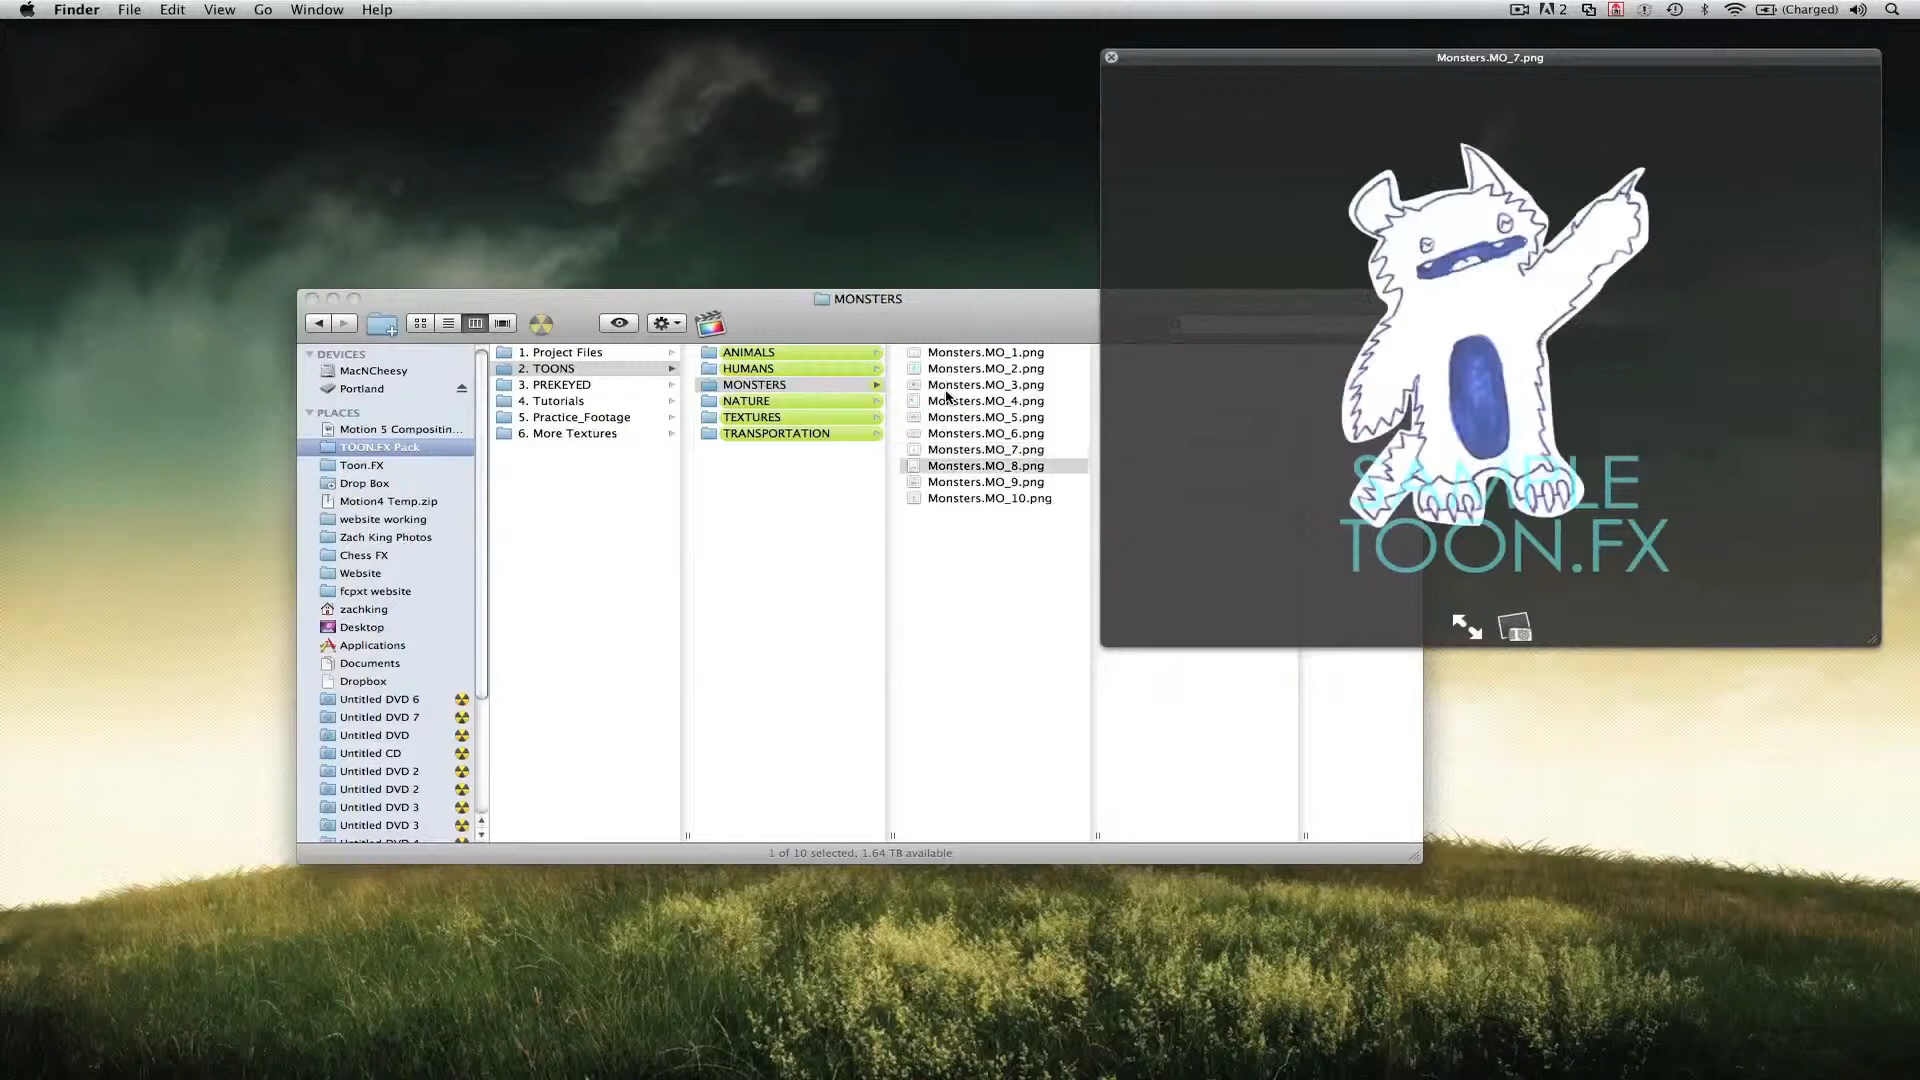 Finder File Edit View Go Window Help
2 (Charged)
Monsters.MO_7.png
SAMPLE
TOON.FX
MONSTERS
DEVICES
MacNCheesy
Portland
PLACES
Motion 5 Compositin...
TOON.FX Pack
Toon.FX
Drop Box
Motion4 Temp.zip
website working
Zach King Photos
Chess FX
Website
fcpxt website
zachking
Desktop
Applications
Documents
Dropbox
Untitled DVD 6
Untitled DVD 7
Untitled DVD
Untitled CD
Untitled DVD 2
Untitled DVD 2
Untitled DVD 3
Untitled DVD 3
1. Project Files
2. TOONS
3. PREKEYED
4. Tutorials
5. Practice_Footage
6. More Textures
ANIMALS
HUMANS
MONSTERS
NATURE
TEXTURES
TRANSPORTATION
Monsters.MO_1.png
Monsters.MO_2.png
Monsters.MO_3.png
Monsters.MO_4.png
Monsters.MO_5.png
Monsters.MO_6.png
Monsters.MO_7.png
Monsters.MO_8.png
Monsters.MO_9.png
Monsters.MO_10.png
1 of 10 selected, 1.64 TB available